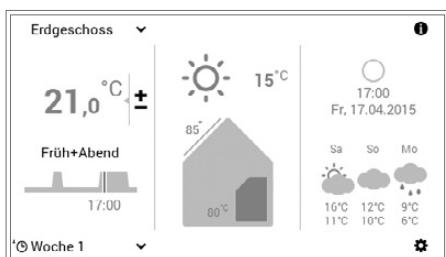 Erdgeschoss
21,0 °C ±
Früh+Abend
17:00
Woche 1
15°C
85°
80°C
17:00
Fr, 17.04.2015
Sa So Mo
16°C 12°C 9°C
11°C 10°C 6°C